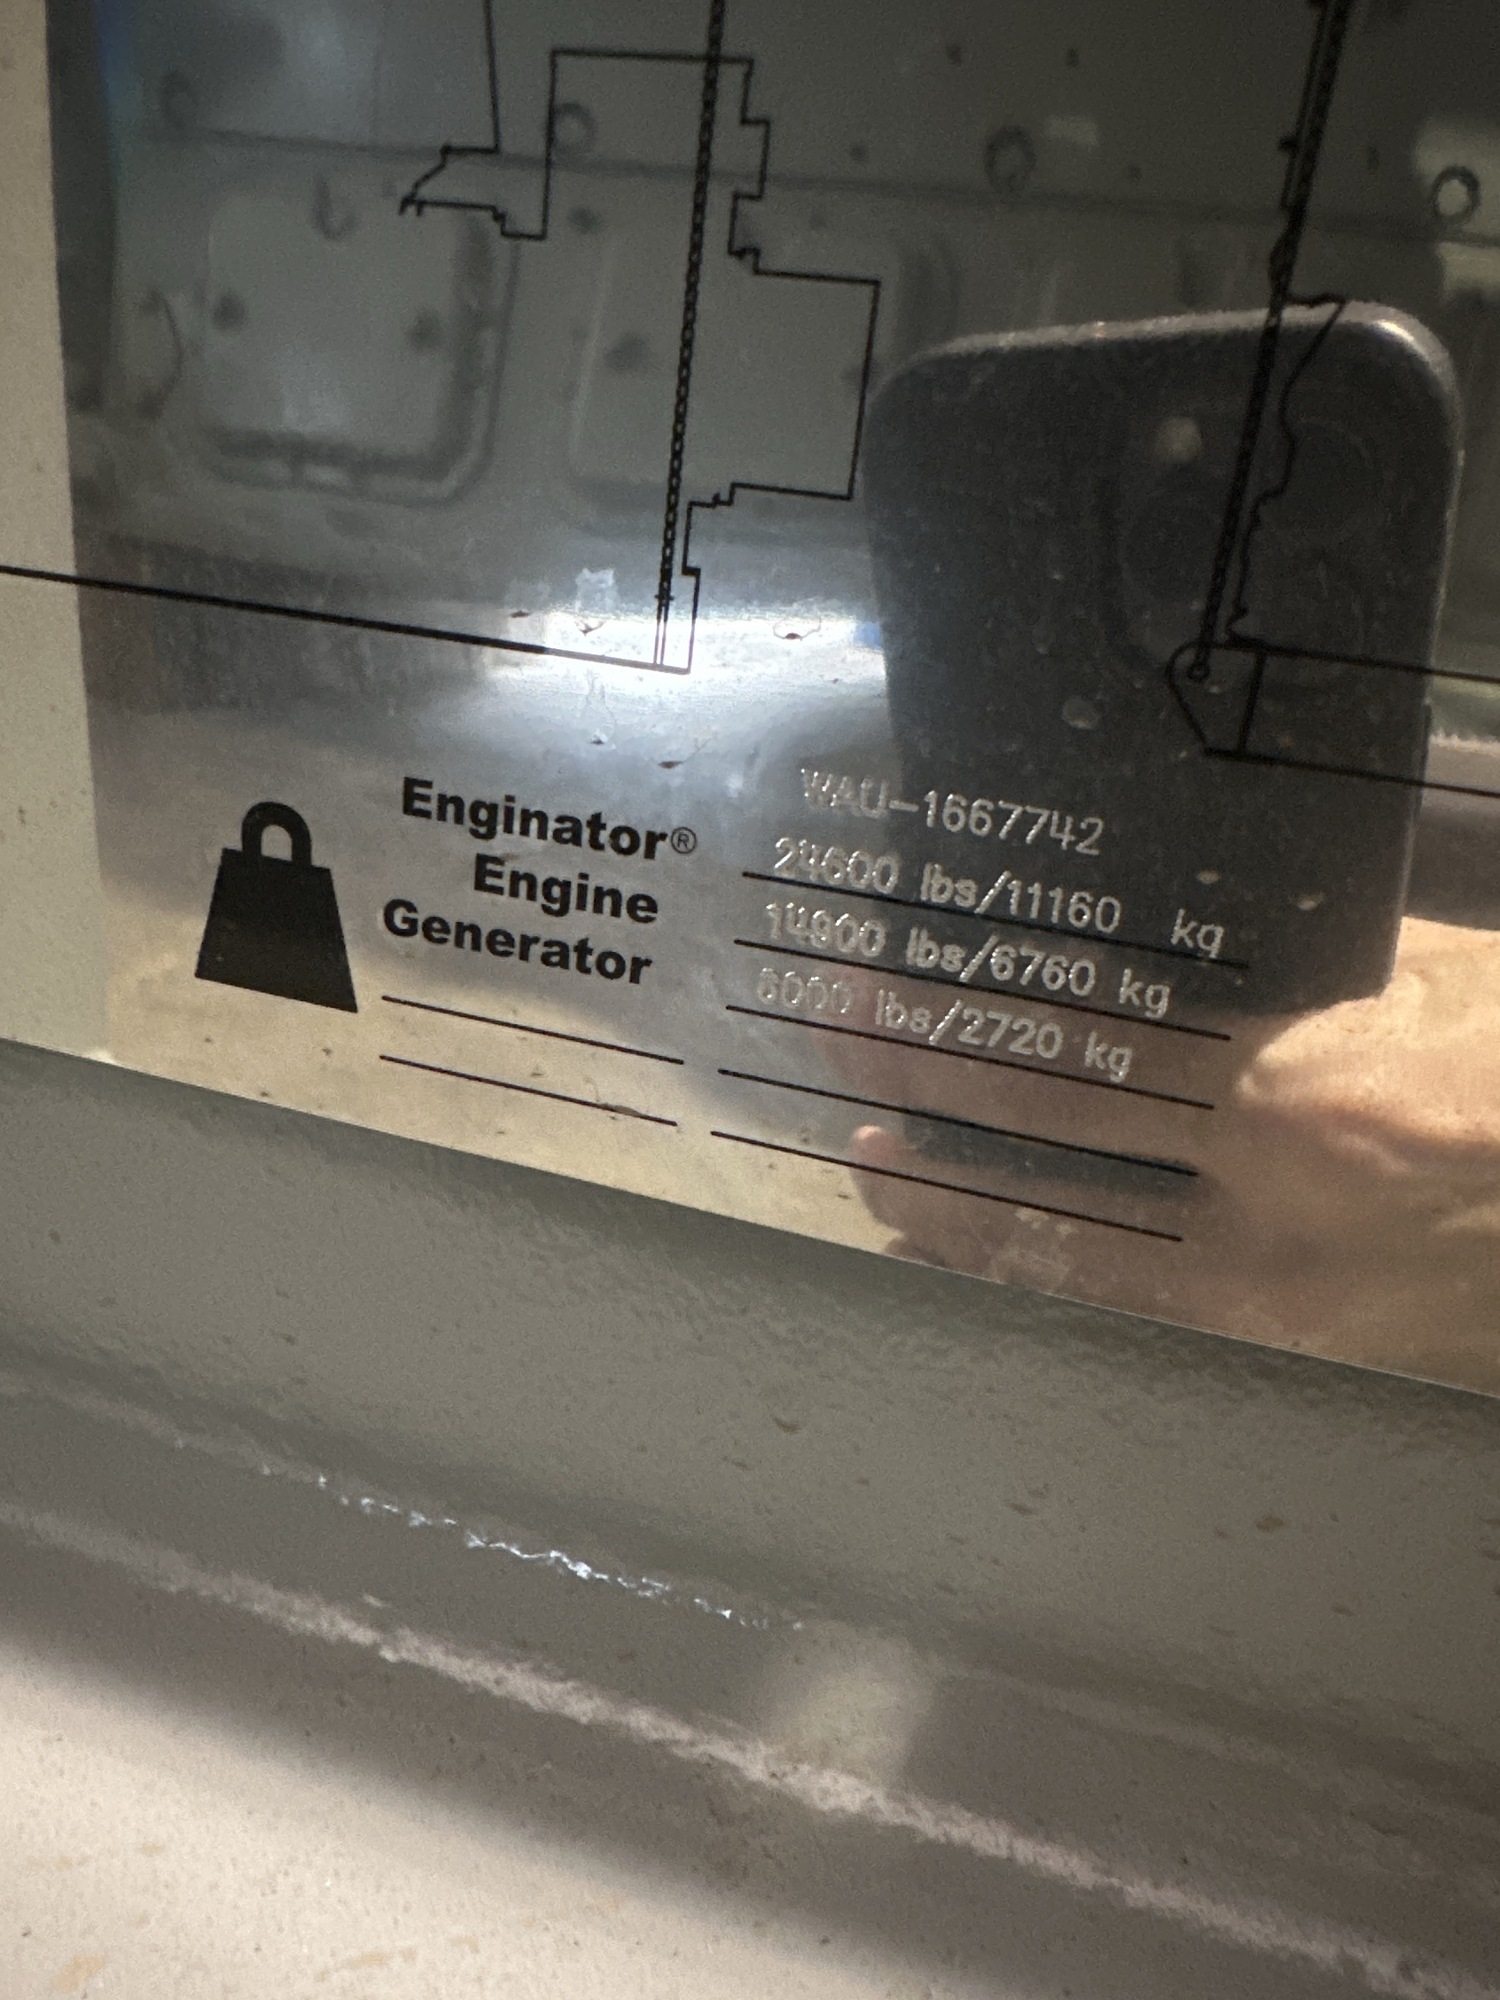 WAU-1667742
Enginator® 24600 lbs/11160 kg
Engine 14900 lbs/6760 kg
Generator 6000 lbs/2720 kg